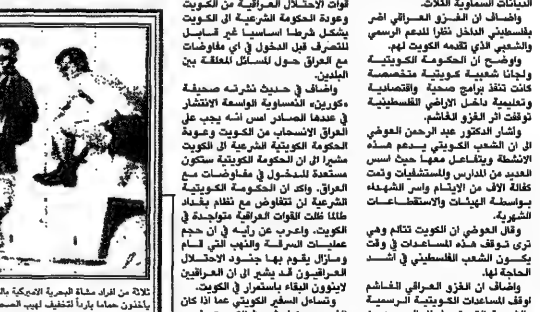 الديانات السماوية الثلاث.
واضاف ان الغزو العراقي اضر
بفلسطينيي الداخل نظرا للدعم الرسمي
والشعبي الذي تقدمه الكويت لهم.
واوضح ان الحكومة الكويتية
ولجانا شعبية كويتية متخصصة
كانت تنفذ برامج صحية واقتصادية
وتعليمية داخل الاراضي الفلسطينية
توقفت اثر الغزو الغاشم.
واشار الدكتور عبد الرحمن العوضي
الى ان الشعب الكويتي يدعم هذه
الانشطة ويتفاعل معها حيث اسس
العديد من المدارس والمستشفيات وتمت
كفالة الاف من الايتام واسر الشهداء
بواسطة الهيئات والاستقطاعات
الشهرية.
وقال العوضي ان الكويت تتالم وهي
ترى توقف هذه المساعدات في وقت
يكون الشعب الفلسطيني في اشد
الحاجة لها.
واضاف ان الغزو العراقي الغاشم
اوقف المساعدات الكويتية الرسمية
قوات الاحتلال العراقية من الكويت
وعودة الحكومة الشرعية الى الكويت
يشكل شرطا اساسيا غير قابل
للتصرف قبل الدخول في اي مفاوضات
مع العراق حول المسائل المعلقة بين
البلدين.
واضاف في حديث نشرته صحيفة
«كورير» النمساوية الواسعة الانتشار
في عددها الصادر امس انه يجب على
العراق الانسحاب من الكويت وعودة
الحكومة الكويتية الشرعية الى الكويت
مشيرا الى ان الحكومة الكويتية ستكون
مستعدة للدخول في مفاوضات مع
العراق. واكد ان الحكومة الكويتية
الشرعية لن تتفاوض مع نظام بغداد
طالما ظلت القوات العراقية متواجدة في
الكويت. واعرب عن رأيه في ان حجم
عمليات السرقة والنهب التي قام
ومازال يقوم بها جنود الاحتلال
العراقيون قد يشير الى ان العراقيين
لاينوون البقاء باستمرار في الكويت.
وتساءل السفير الكويتي عما اذا كان
ثلاثة من افراد مشاة البحرية الاميركية
ياخذون حماما باردا لتخفيف لهيب